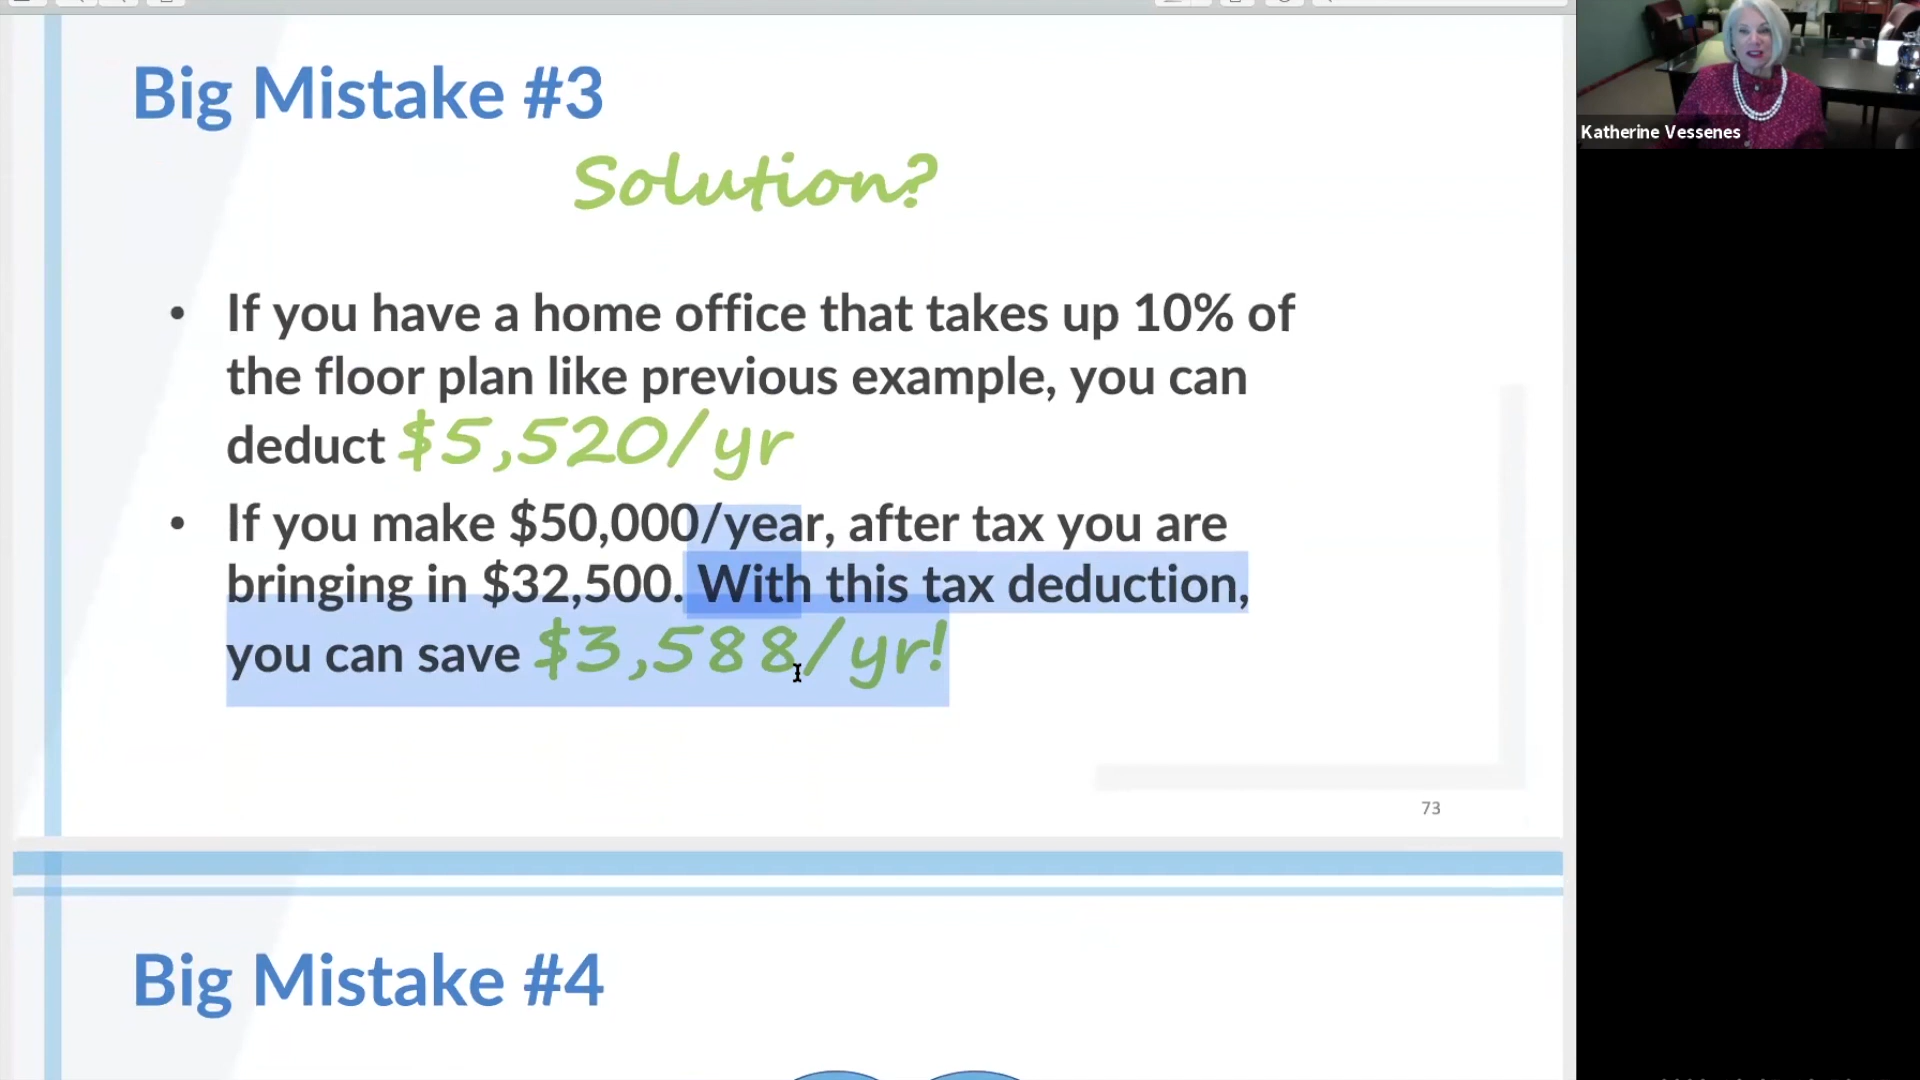 Big Mistake #3
Solution?
• If you have a home office that takes up 10% of
the floor plan like previous example, you can
deduct $5,520/yr
• If you make $50,000/year, after tax you are
bringing in $32,500. With this tax deduction,
you can save $3,588/yr!
73
Big Mistake #4
Katherine Vessenes